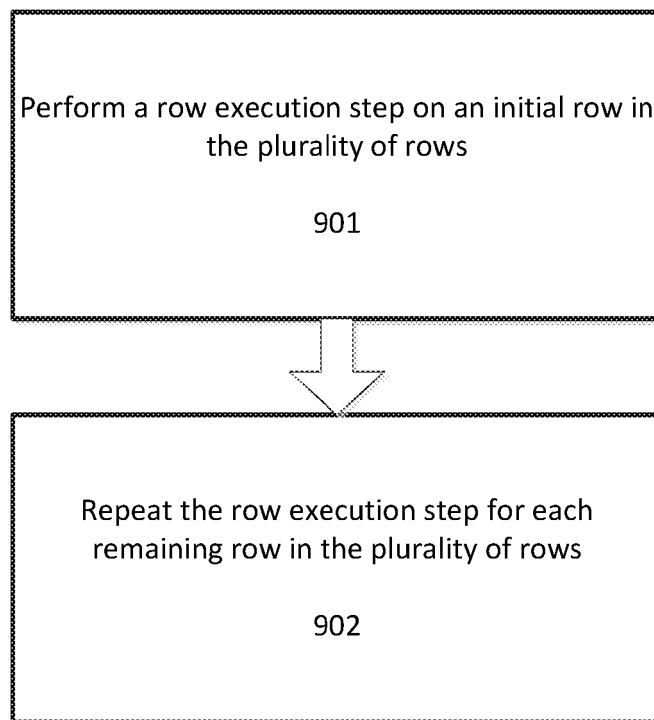 Perform a row execution step on an initial row in
the plurality of rows
901
Repeat the row execution step for each
remaining row in the plurality of rows
902